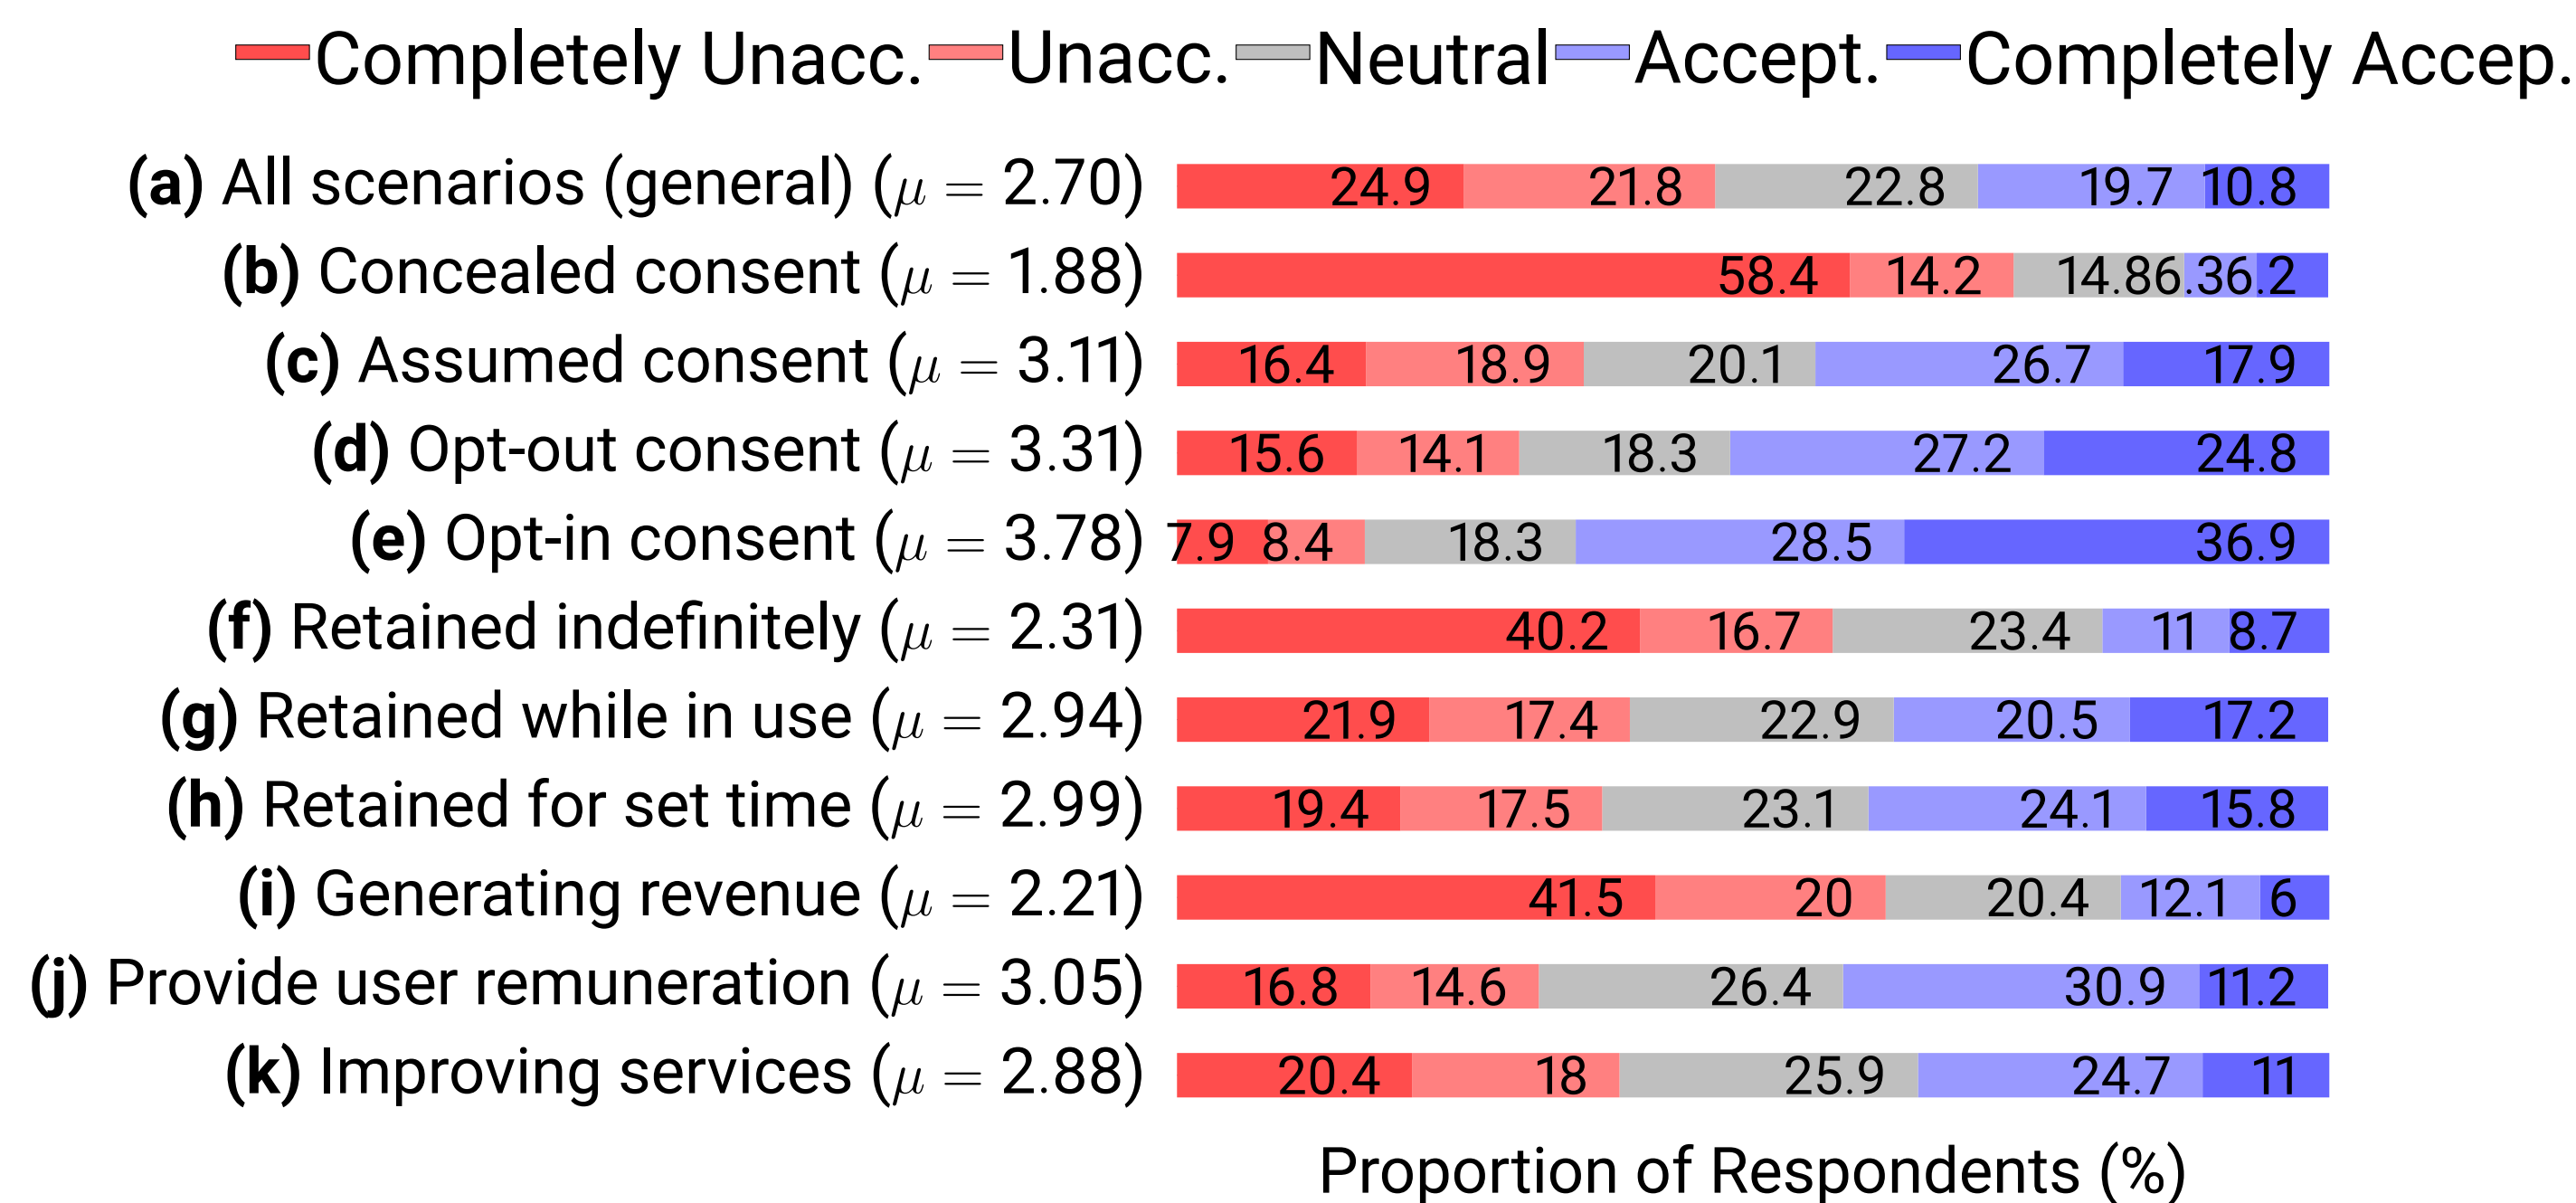 Completely Unacc. Unacc. Neutral Accept. Completely Accep.
(a) All scenarios (general) (μ = 2.70) 24.9 21.8 22.8 19.7 10.8
(b) Concealed consent (μ = 1.88) 58.4 14.2 14.8 6.3 6.2
(c) Assumed consent (μ = 3.11) 16.4 18.9 20.1 26.7 17.9
(d) Opt-out consent (μ = 3.31) 15.6 14.1 18.3 27.2 24.8
(e) Opt-in consent (μ = 3.78) 7.9 8.4 18.3 28.5 36.9
(f) Retained indefinitely (μ = 2.31) 40.2 16.7 23.4 11 8.7
(g) Retained while in use (μ = 2.94) 21.9 17.4 22.9 20.5 17.2
(h) Retained for set time (μ = 2.99) 19.4 17.5 23.1 24.1 15.8
(i) Generating revenue (μ = 2.21) 41.5 20 20.4 12.1 6
(j) Provide user remuneration (μ = 3.05) 16.8 14.6 26.4 30.9 11.2
(k) Improving services (μ = 2.88) 20.4 18 25.9 24.7 11
Proportion of Respondents (%)